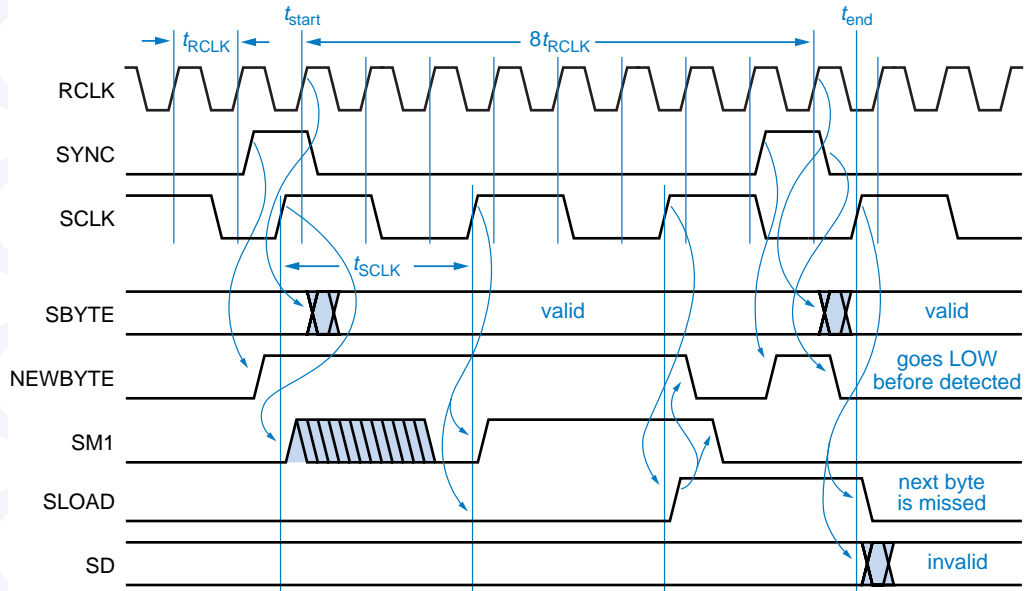 tstart
tend
tRCLK
8tRCLK
RCLK
SYNC
SCLK
tSCLK
SBYTE
valid
valid
NEWBYTE
goes LOW
before detected
SM1
SLOAD
next byte
is missed
SD
invalid